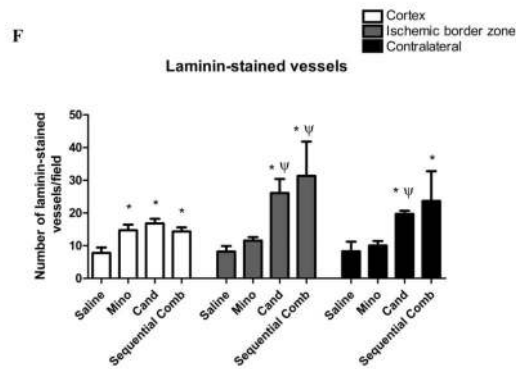 F
Cortex
Ischemic border zone
Contralateral
Laminin-stained vessels
Number of laminin-stained
vessels/field
50
40
30
20
10
0
* * * * Ψ * Ψ * Ψ *
Saline
Mino
Cand
Sequential Comb
Saline
Mino
Cand
Sequential Comb
Saline
Mino
Cand
Sequential Comb